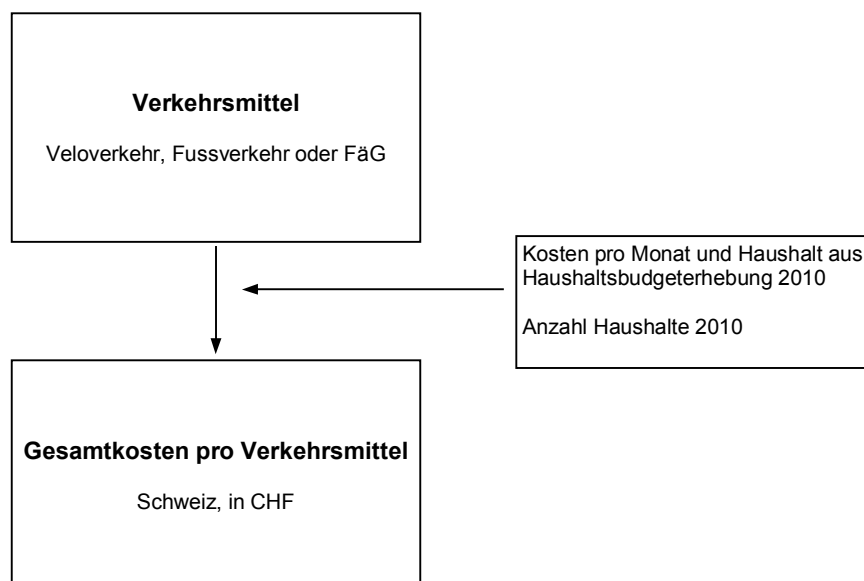 Verkehrsmittel
Veloverkehr, Fussverkehr oder FäG
Kosten pro Monat und Haushalt aus
Haushaltsbudgeterhebung 2010
Anzahl Haushalte 2010
Gesamtkosten pro Verkehrsmittel
Schweiz, in CHF